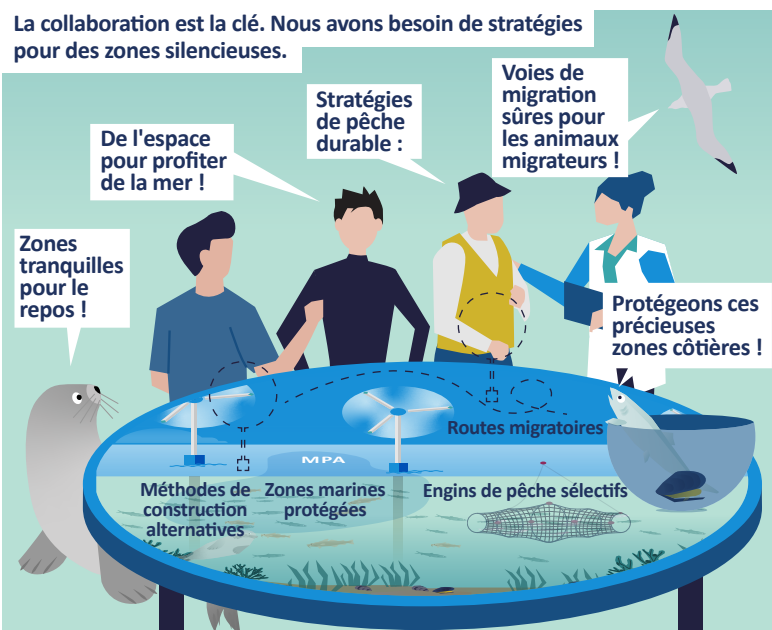 La collaboration est la clé. Nous avons besoin de stratégies
pour des zones silencieuses.
Voies de
migration
sûres pour
les animaux
migrateurs !
Stratégies
de pêche
durable :
De l'espace
pour profiter
de la mer !
Zones
tranquilles
pour le
repos !
Protégeons ces
précieuses
zones côtières !
Routes migratoires
MPA
Méthodes de
construction
alternatives
Zones marines
protégées
Engins de pêche sélectifs